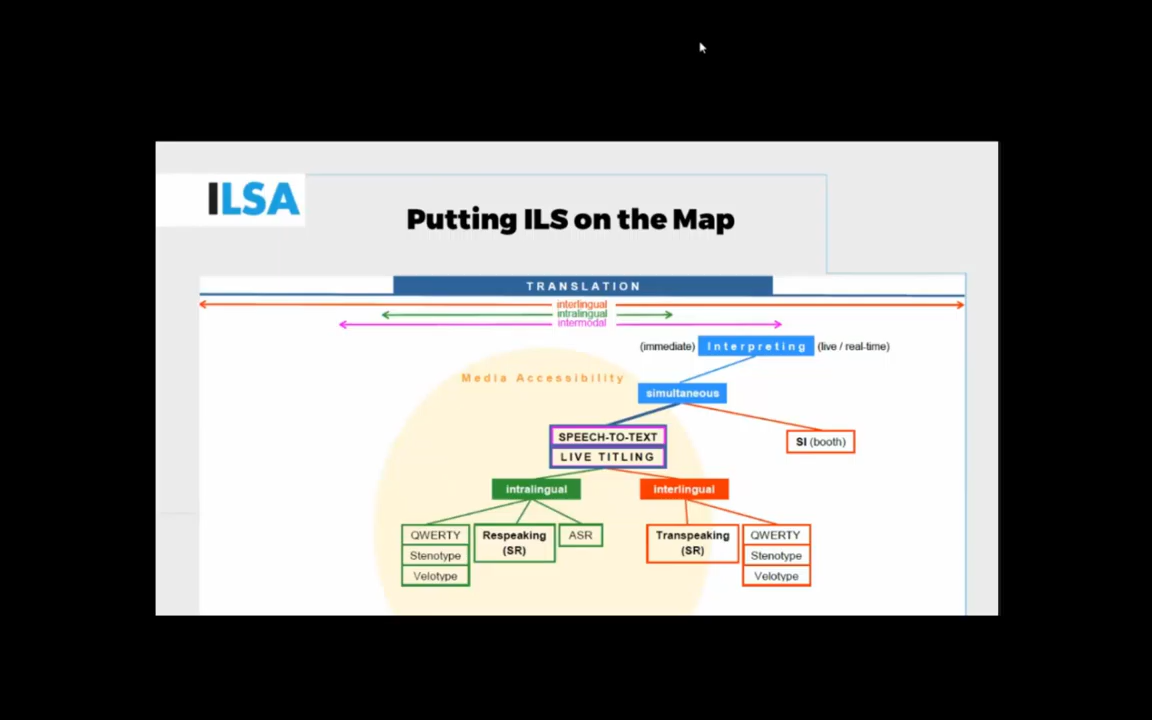 ILSA
Putting ILS on the Map
TRANSLATION
interlingual
intralingual
intermodal
(immediate) Interpreting (live / real-time)
Media Accessibility
simultaneous
SPEECH-TO-TEXT
LIVE TITLING
SI (booth)
intralingual
interlingual
QWERTY
Stenotype
Velotype
Respeaking
(SR)
ASR
Transpeaking
(SR)
QWERTY
Stenotype
Velotype